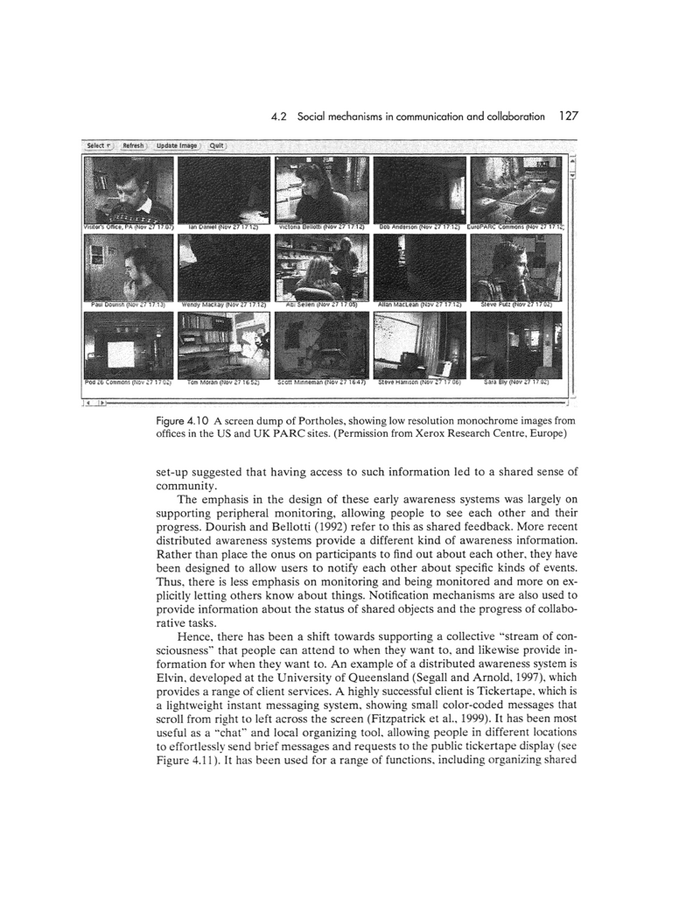 4.2 Social mechanisms in communication and collaboration 127
Select Refresh Update Image Quit
Visitor's Office, PA (Nov 27 17:07) Ian Daniel (Nov 27 17:12) Victoria Bellotti (Nov 27 17:12) Bob Anderson (Nov 27 17:12) EuroPARC Commons (Nov 27 17:12)
Paul Dourish (Nov 27 17:13) Wendy Mackay (Nov 27 17:12) Abi Sellen (Nov 27 17:05) Allan MacLean (Nov 27 17:12) Steve Putz (Nov 27 17:02)
Pod 26 Commons (Nov 27 17:02) Tom Moran (Nov 27 16:52) Scott Minneman (Nov 27 16:47) Steve Harrison (Nov 27 17:06) Sara Bly (Nov 27 17:02)
Figure 4.10 A screen dump of Portholes, showing low resolution monochrome images from
offices in the US and UK PARC sites. (Permission from Xerox Research Centre, Europe)
set-up suggested that having access to such information led to a shared sense of
community.
The emphasis in the design of these early awareness systems was largely on
supporting peripheral monitoring, allowing people to see each other and their
progress. Dourish and Bellotti (1992) refer to this as shared feedback. More recent
distributed awareness systems provide a different kind of awareness information.
Rather than place the onus on participants to find out about each other, they have
been designed to allow users to notify each other about specific kinds of events.
Thus, there is less emphasis on monitoring and being monitored and more on ex-
plicitly letting others know about things. Notification mechanisms are also used to
provide information about the status of shared objects and the progress of collabo-
rative tasks.
Hence, there has been a shift towards supporting a collective "stream of con-
sciousness" that people can attend to when they want to, and likewise provide in-
formation for when they want to. An example of a distributed awareness system is
Elvin, developed at the University of Queensland (Segall and Arnold, 1997), which
provides a range of client services. A highly successful client is Tickertape, which is
a lightweight instant messaging system, showing small color-coded messages that
scroll from right to left across the screen (Fitzpatrick et al., 1999). It has been most
useful as a "chat" and local organizing tool, allowing people in different locations
to effortlessly send brief messages and requests to the public tickertape display (see
Figure 4.11). It has been used for a range of functions, including organizing shared